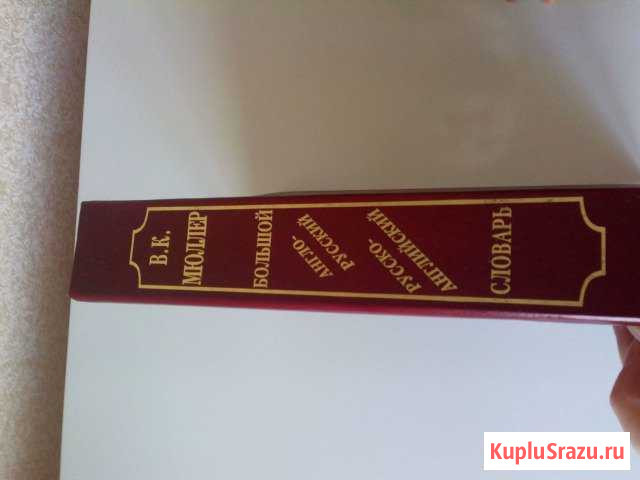 В.К.
МЮЛЛЕР
БОЛЬШОЙ
АНГЛО-
РУССКИЙ
РУССКО-
АНГЛИЙСКИЙ
СЛОВАРЬ
KupluSrazu.ru